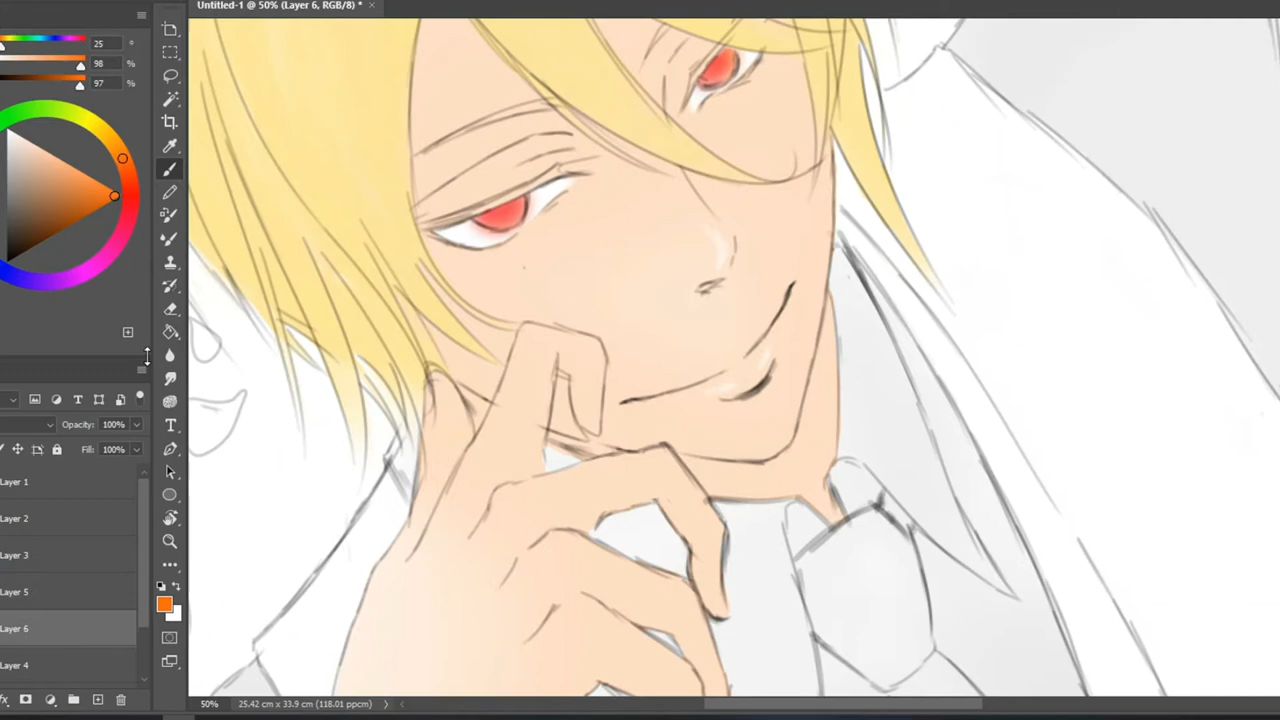 Untitled-1 @ 50% (Layer 6, RGB/8) * ×
25 °
98 %
97 %
Opacity: 100%
Fill: 100%
Layer 1
Layer 2
Layer 3
Layer 5
Layer 6
Layer 4
50% 25.42 cm x 33.9 cm (118.01 ppcm)